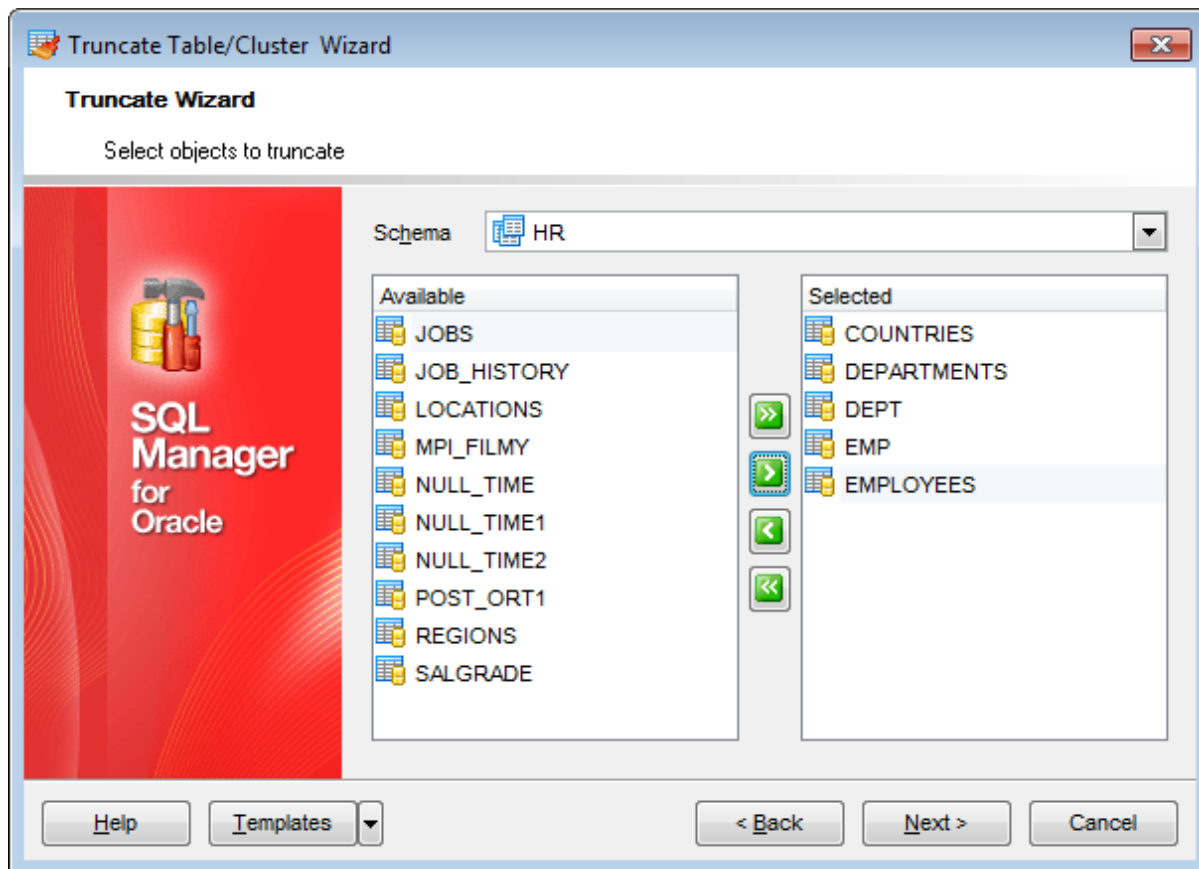 Truncate Table/Cluster Wizard
Truncate Wizard
Select objects to truncate
SQL
Manager
for
Oracle
Schema HR
Available
JOBS
JOB_HISTORY
LOCATIONS
MPI_FILMY
NULL_TIME
NULL_TIME1
NULL_TIME2
POST_ORT1
REGIONS
SALGRADE
Selected
COUNTRIES
DEPARTMENTS
DEPT
EMP
EMPLOYEES
Help Templates < Back Next > Cancel